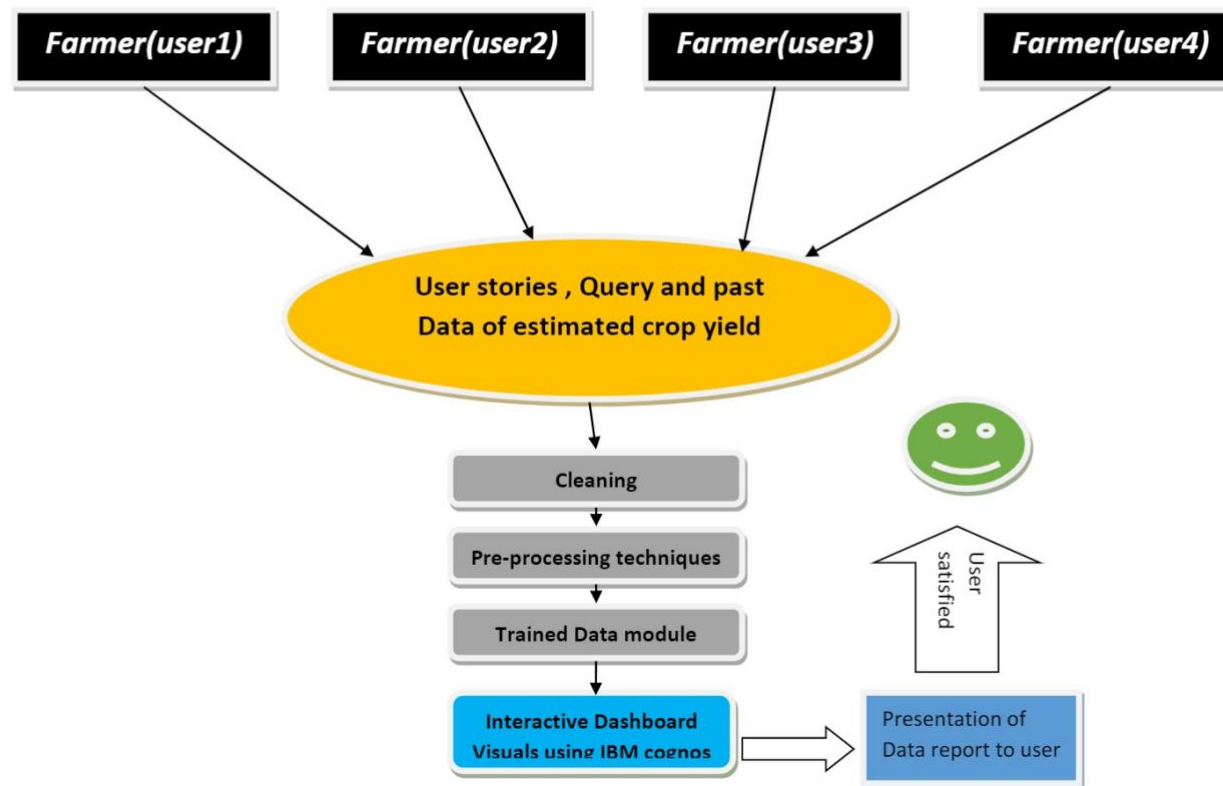 Farmer(user1)
Farmer(user2)
Farmer(user3)
Farmer(user4)
User stories , Query and past
Data of estimated crop yield
Cleaning
Pre-processing techniques
Trained Data module
Interactive Dashboard
Visuals using IBM cognos
User
satisfied
Presentation of
Data report to user